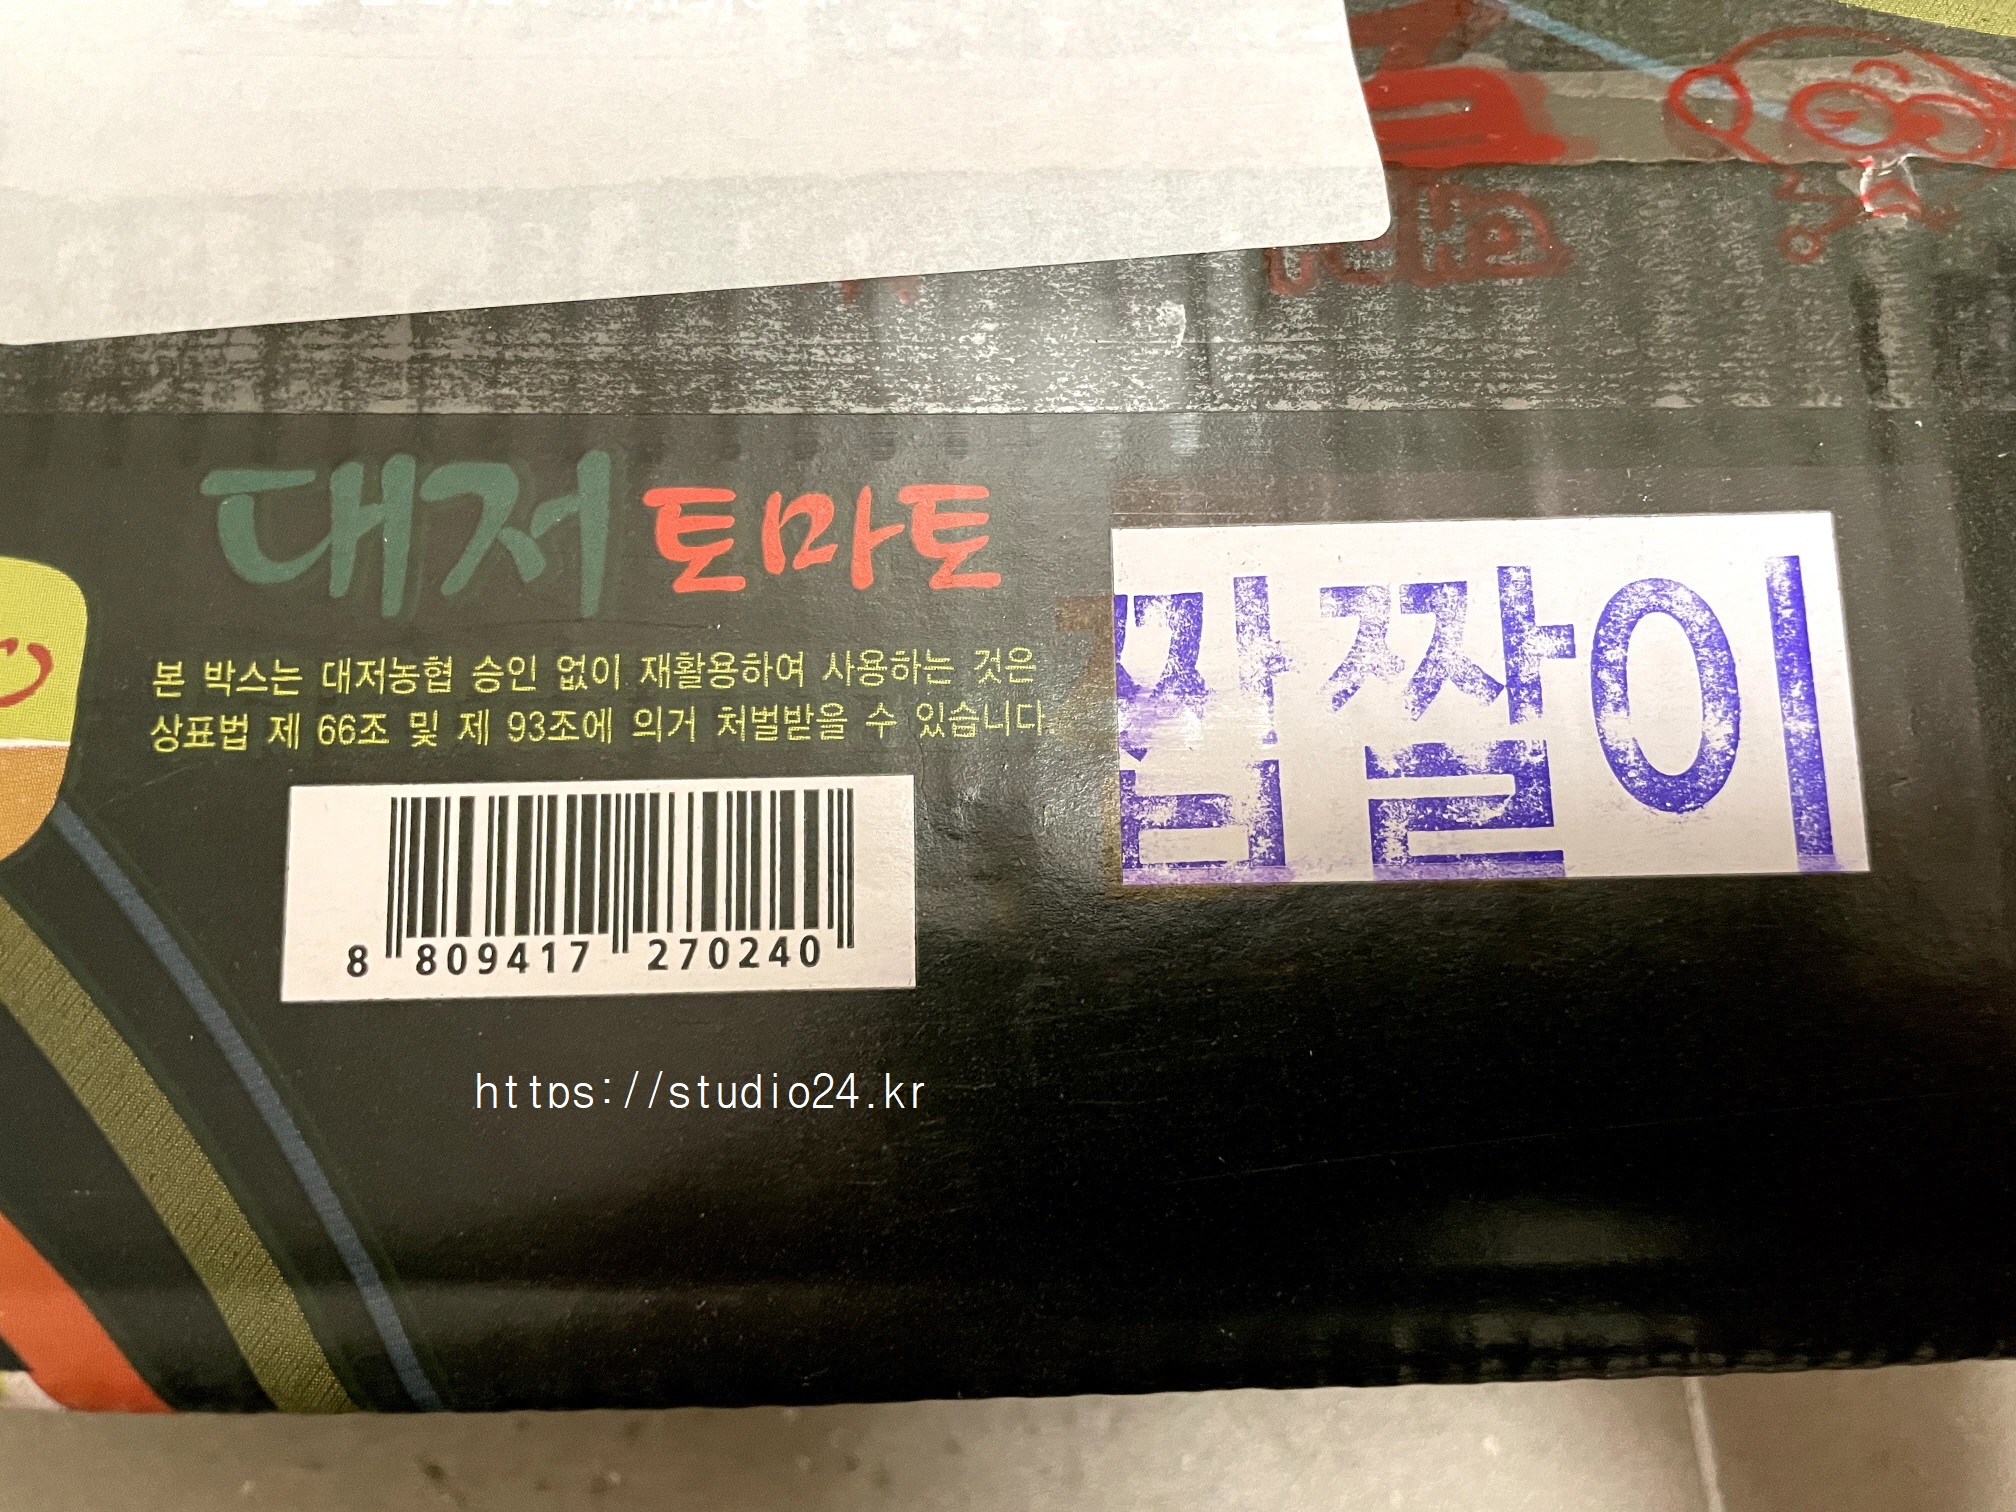 대저 토마토
짭짤이
본 박스는 대저농협 승인 없이 재활용하여 사용하는 것은
상표법 제 66조 및 제 93조에 의거 처벌받을 수 있습니다.
8 809417 270240
https://studio24.kr